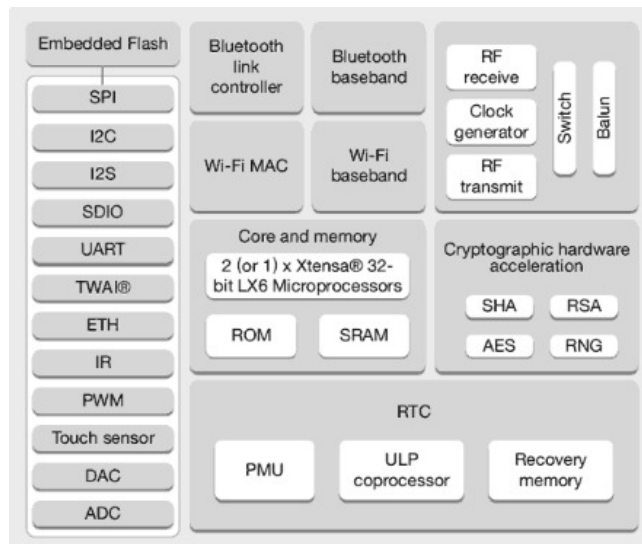 Embedded Flash
SPI
I2C
I2S
SDIO
UART
TWAI®
ETH
IR
PWM
Touch sensor
DAC
ADC
Bluetooth
link
controller
Bluetooth
baseband
Wi-Fi MAC
Wi-Fi
baseband
RF
receive
Clock
generator
RF
transmit
Switch
Balun
Core and memory
2 (or 1) x Xtensa® 32-
bit LX6 Microprocessors
ROM
SRAM
Cryptographic hardware
acceleration
SHA
RSA
AES
RNG
RTC
PMU
ULP
coprocessor
Recovery
memory